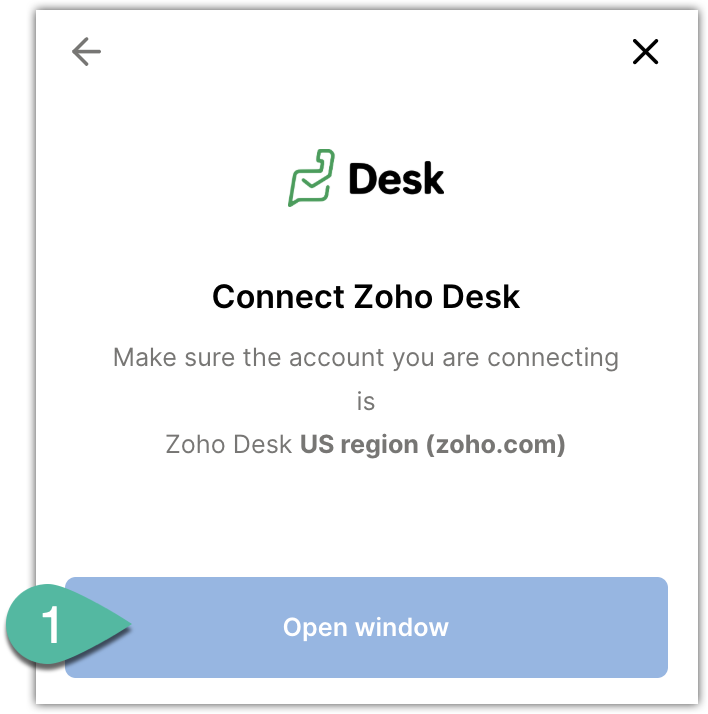 Desk
Connect Zoho Desk
Make sure the account you are connecting
is
Zoho Desk US region (zoho.com)
1
Open window